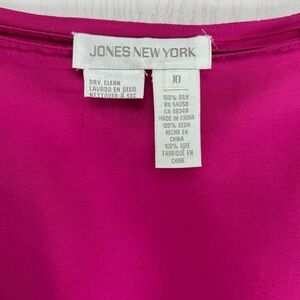 JONES NEW YORK
DRY CLEAN
LAVADO EN SECO
NETTOYER À SEC
10
100% SILK
RN 54050
CA 08349
MADE IN CHINA
100% SEDA
HECHO EN
CHINA
100% SOIE
FABRIQUE EN
CHINE